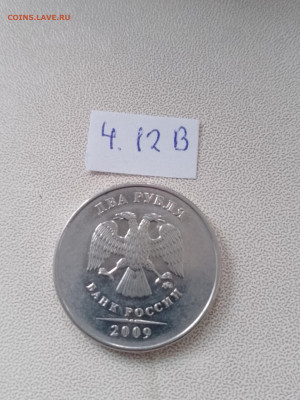 COINS.LAVE.RU
4.12В
ДВА РУБЛЯ
БАНК РОССИИ
2009